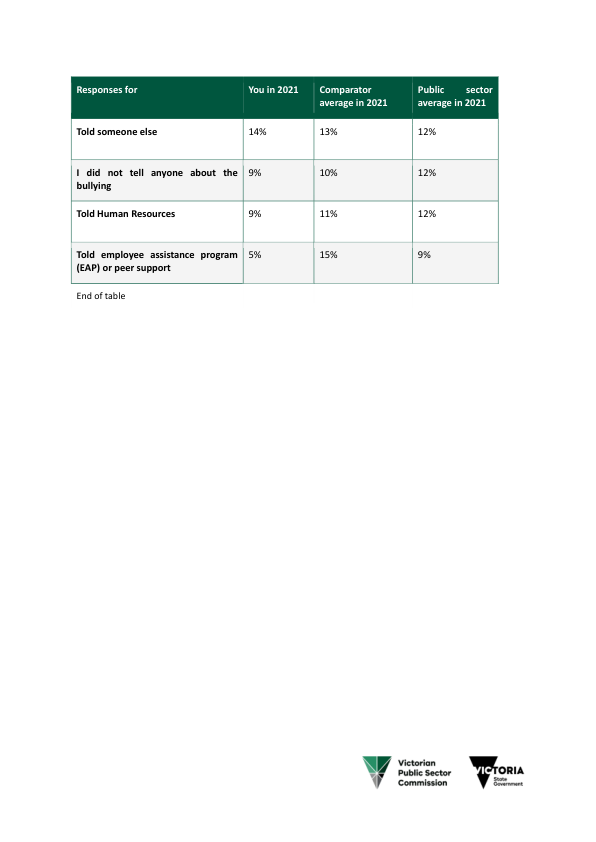 Responses for
You in 2021
Comparator
average in 2021
Public sector
average in 2021
Told someone else
14%
13%
12%
I did not tell anyone about the
bullying
9%
10%
12%
Told Human Resources
9%
11%
12%
Told employee assistance program
(EAP) or peer support
5%
15%
9%
End of table
Victorian
Public Sector
Commission
VICTORIA
State
Government